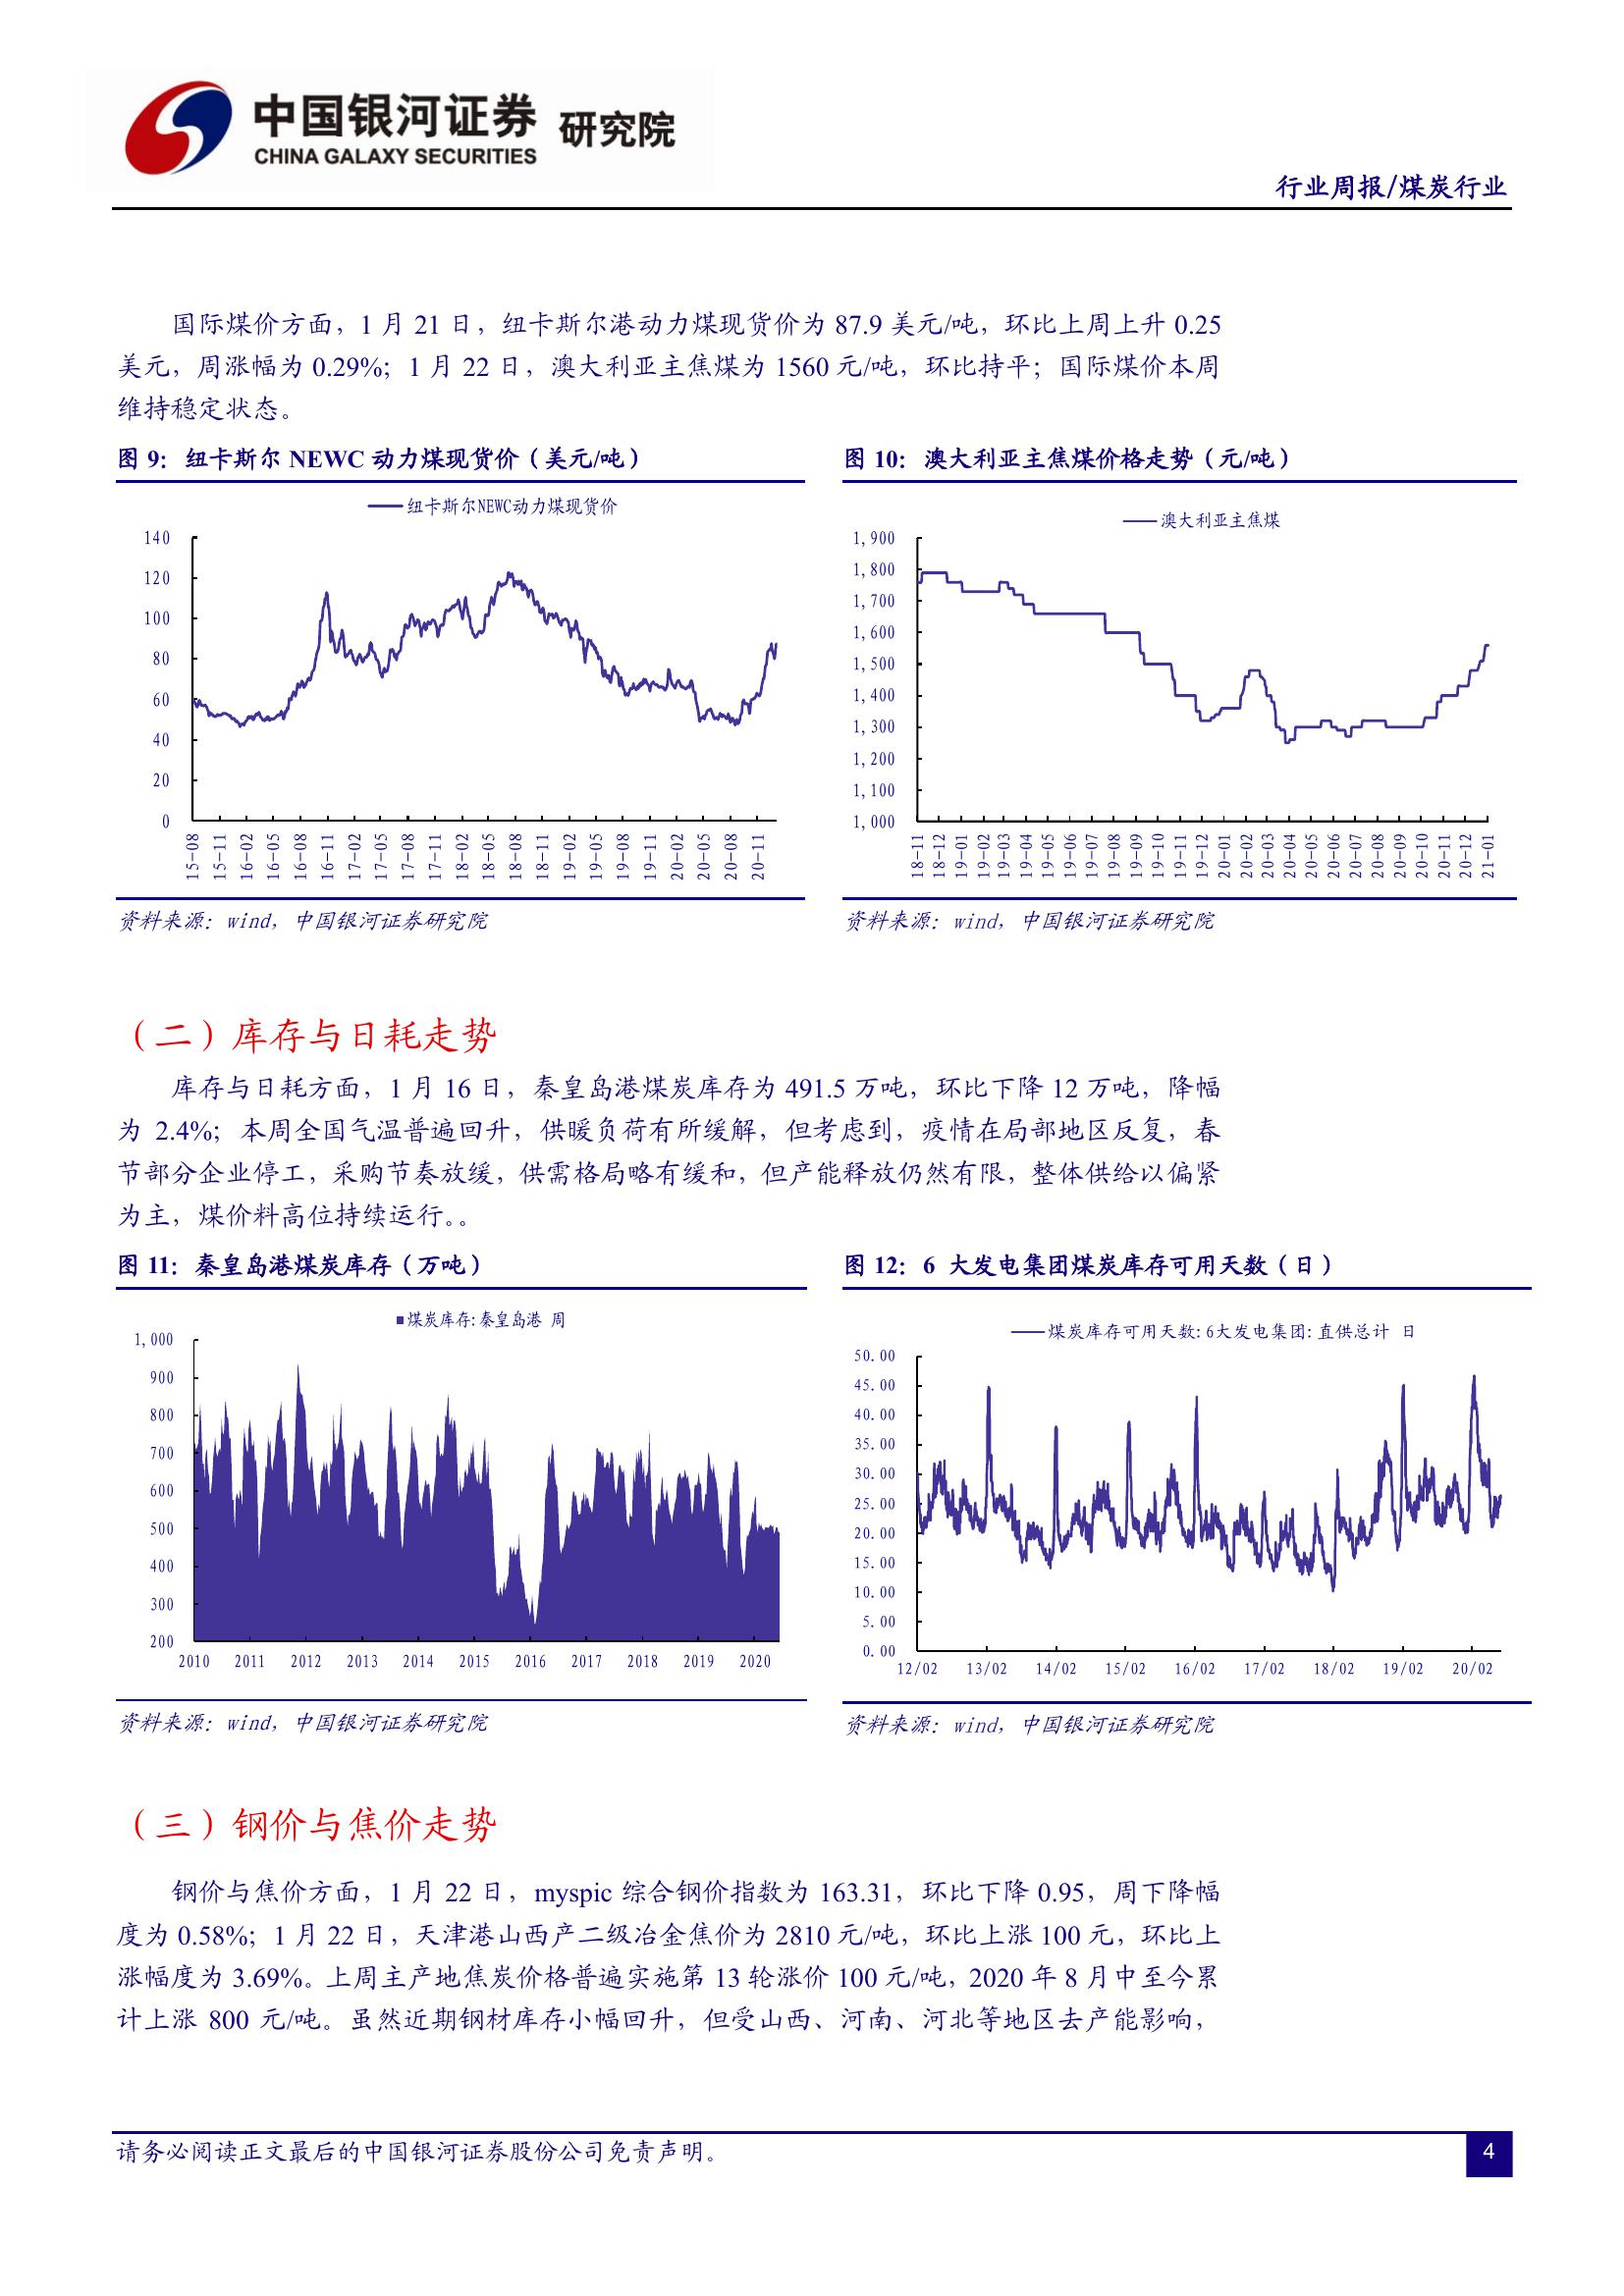 中国银河证券 研究院
CHINA GALAXY SECURITIES
行业周报/煤炭行业
国际煤价方面，1 月 21 日，纽卡斯尔港动力煤现货价为 87.9 美元/吨，环比上周上升 0.25
美元，周涨幅为 0.29%；1 月 22 日，澳大利亚主焦煤为 1560 元/吨，环比持平；国际煤价本周
维持稳定状态。
图 9：纽卡斯尔 NEWC 动力煤现货价（美元/吨）
纽卡斯尔NEWC动力煤现货价
140
120
100
80
60
40
20
0
15-08 15-11 16-02 16-05 16-08 16-11 17-02 17-05 17-08 17-11 18-02 18-05 18-08 18-11 19-02 19-05 19-08 19-11 20-02 20-05 20-08 20-11
资料来源：wind，中国银河证券研究院
图 10：澳大利亚主焦煤价格走势（元/吨）
澳大利亚主焦煤
1,900
1,800
1,700
1,600
1,500
1,400
1,300
1,200
1,100
1,000
18-11 18-12 19-01 19-02 19-03 19-04 19-05 19-06 19-07 19-08 19-09 19-10 19-11 19-12 20-01 20-02 20-03 20-04 20-05 20-06 20-07 20-08 20-09 20-10 20-11 20-12 21-01
资料来源：wind，中国银河证券研究院
（二）库存与日耗走势
库存与日耗方面，1 月 16 日，秦皇岛港煤炭库存为 491.5 万吨，环比下降 12 万吨，降幅
为 2.4%；本周全国气温普遍回升，供暖负荷有所缓解，但考虑到，疫情在局部地区反复，春
节部分企业停工，采购节奏放缓，供需格局略有缓和，但产能释放仍然有限，整体供给以偏紧
为主，煤价料高位持续运行。。
图 11：秦皇岛港煤炭库存（万吨）
煤炭库存:秦皇岛港 周
1,000
900
800
700
600
500
400
300
200
2010 2011 2012 2013 2014 2015 2016 2017 2018 2019 2020
资料来源：wind，中国银河证券研究院
图 12：6 大发电集团煤炭库存可用天数（日）
煤炭库存可用天数:6大发电集团:直供总计 日
50.00
45.00
40.00
35.00
30.00
25.00
20.00
15.00
10.00
5.00
0.00
12/02 13/02 14/02 15/02 16/02 17/02 18/02 19/02 20/02
资料来源：wind，中国银河证券研究院
（三）钢价与焦价走势
钢价与焦价方面，1 月 22 日，myspic 综合钢价指数为 163.31，环比下降 0.95，周下降幅
度为 0.58%；1 月 22 日，天津港山西产二级冶金焦价为 2810 元/吨，环比上涨 100 元，环比上
涨幅度为 3.69%。上周主产地焦炭价格普遍实施第 13 轮涨价 100 元/吨，2020 年 8 月中至今累
计上涨 800 元/吨。虽然近期钢材库存小幅回升，但受山西、河南、河北等地区去产能影响，
请务必阅读正文最后的中国银河证券股份公司免责声明。
4